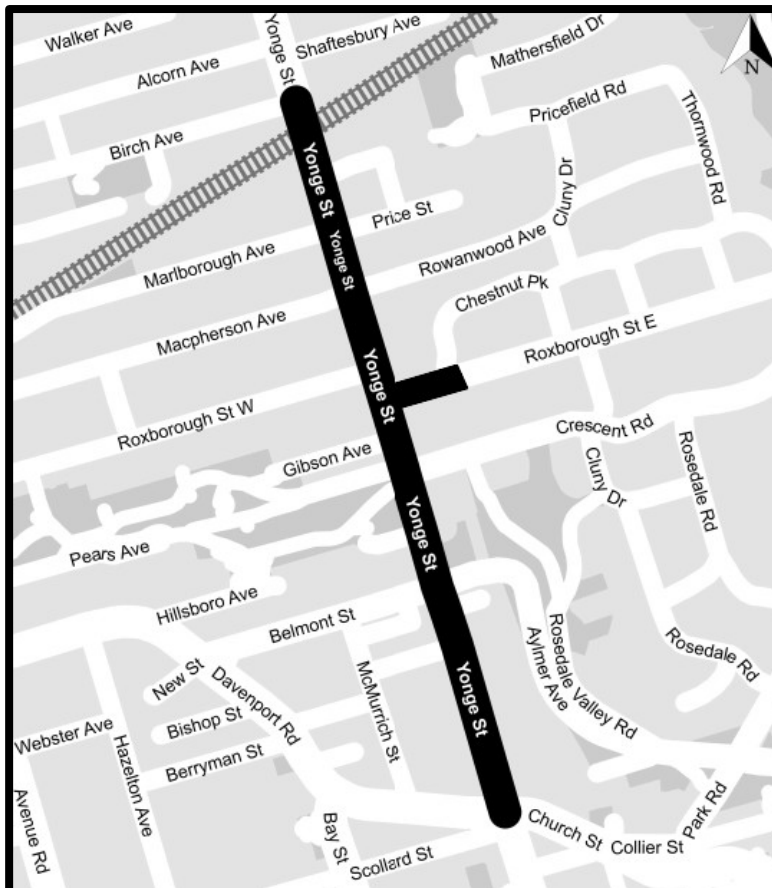 Walker Ave
Yonge St
Shaftesbury Ave
Mathersfield Dr
N
Alcorn Ave
Pricefield Rd
Thornwood Rd
Birch Ave
Yonge St
Cluny Dr
Price St
Marlborough Ave
Yonge St
Rowanwood Ave
Chestnut Pk
Macpherson Ave
Roxborough St E
Yonge St
Roxborough St W
Crescent Rd
Gibson Ave
Rosedale Rd
Cluny Dr
Yonge St
Pears Ave
Hillsboro Ave
Belmont St
Rosedale Valley Rd
Aylmer Ave
Rosedale Rd
New St
McMurrich St
Yonge St
Davenport Rd
Bishop St
Webster Ave
Hazelton Ave
Berryman St
Avenue Rd
Bay St
Park Rd
Church St
Collier St
Scollard St